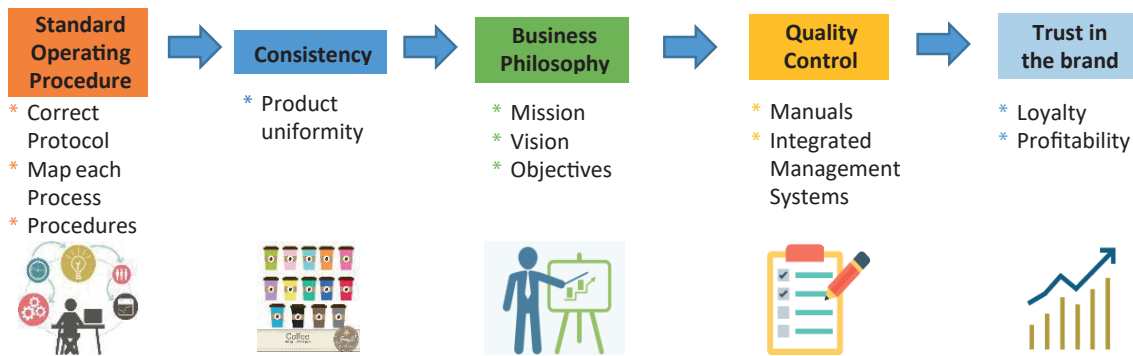 Standard
Operating
Procedure
* Correct
Protocol
* Map each
Process
* Procedures
Consistency
* Product
uniformity
Business
Philosophy
* Mission
* Vision
* Objectives
Quality
Control
* Manuals
* Integrated
Management
Systems
Trust in
the brand
* Loyalty
* Profitability
Coffee